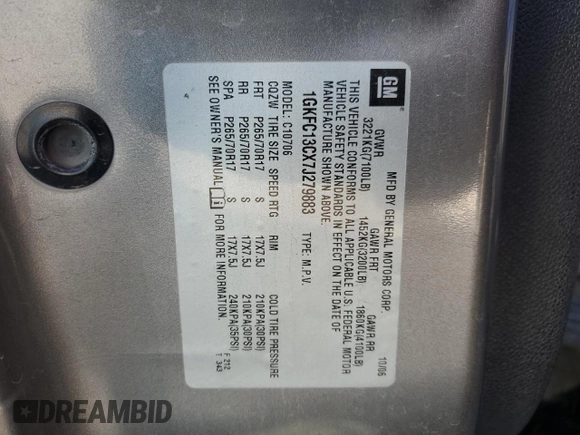 GM
MFD BY GENERAL MOTORS CORP.
10/06
GVWR GAWR FRT GAWR RR
3221KG(7100LB) 1452KG(3200LB) 1860KG(4100LB)
THIS VEHICLE CONFORMS TO ALL APPLICABLE U.S. FEDERAL MOTOR
VEHICLE SAFETY STANDARDS IN EFFECT ON THE DATE OF
MANUFACTURE SHOWN ABOVE.
1GKFC13CX7J279883 TYPE: M.P.V.
MODEL: C10706
CQZW TIRE SIZE SPEED RTG RIM COLD TIRE PRESSURE
FRT P265/70R17 S 17X7.5J 210KPA(30PSI)
RR P265/70R17 S 17X7.5J 210KPA(30PSI)
SPA P265/70R17 S 17X7.5J 240KPA(35PSI)
SEE OWNER'S MANUAL FOR MORE INFORMATION.
F 212
T 343
DREAMBID